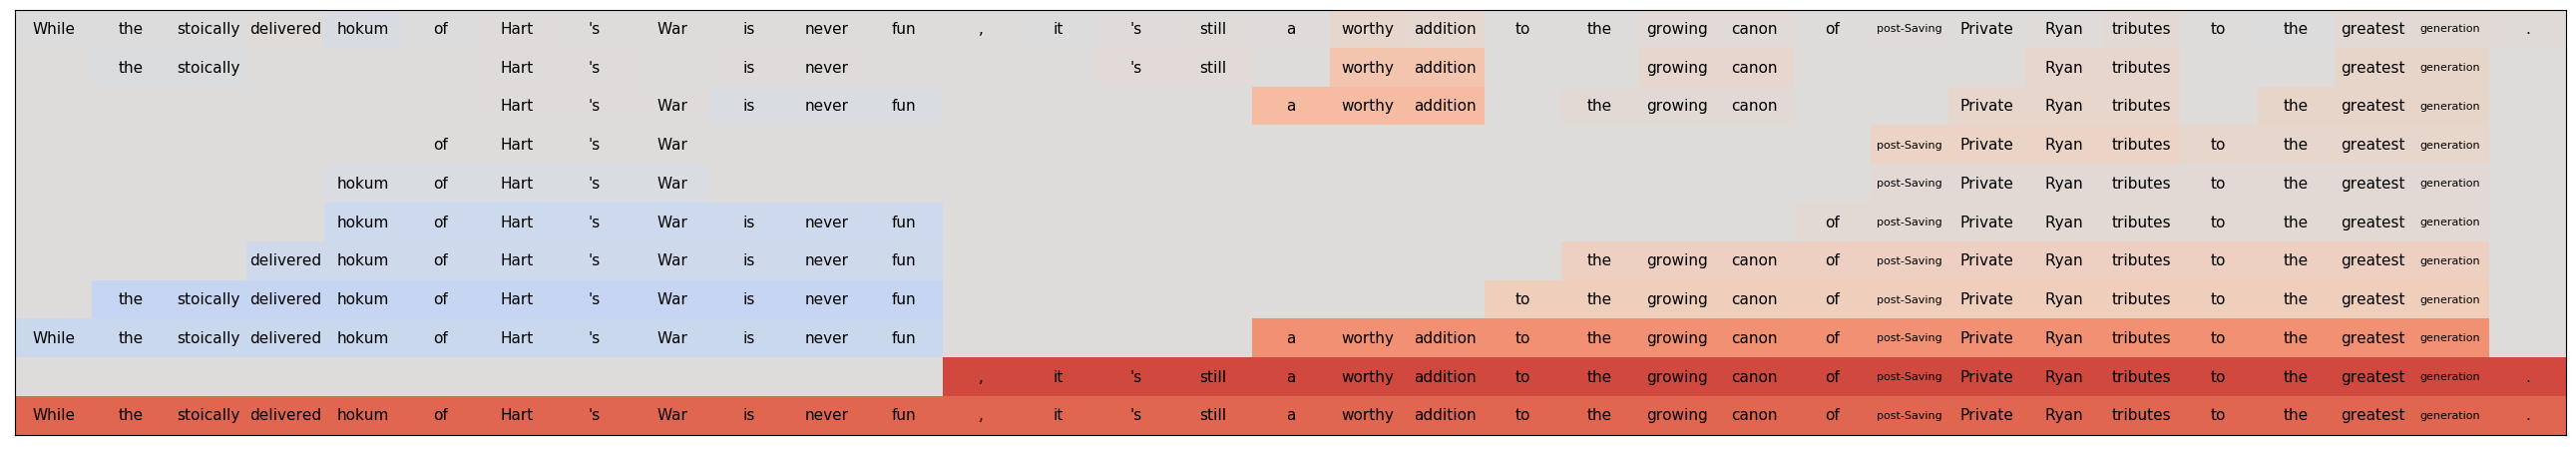 While the stoically delivered hokum of Hart 's War is never fun , it 's still a worthy addition to the growing canon of post-Saving Private Ryan tributes to the greatest generation .
the stoically Hart 's is never 's still worthy addition growing canon Ryan tributes greatest generation
Hart 's War is never fun a worthy addition the growing canon Private Ryan tributes the greatest generation
of Hart 's War post-Saving Private Ryan tributes to the greatest generation
hokum of Hart 's War post-Saving Private Ryan tributes to the greatest generation
hokum of Hart 's War is never fun of post-Saving Private Ryan tributes to the greatest generation
delivered hokum of Hart 's War is never fun the growing canon of post-Saving Private Ryan tributes to the greatest generation
the stoically delivered hokum of Hart 's War is never fun to the growing canon of post-Saving Private Ryan tributes to the greatest generation
While the stoically delivered hokum of Hart 's War is never fun a worthy addition to the growing canon of post-Saving Private Ryan tributes to the greatest generation
, it 's still a worthy addition to the growing canon of post-Saving Private Ryan tributes to the greatest generation .
While the stoically delivered hokum of Hart 's War is never fun , it 's still a worthy addition to the growing canon of post-Saving Private Ryan tributes to the greatest generation .